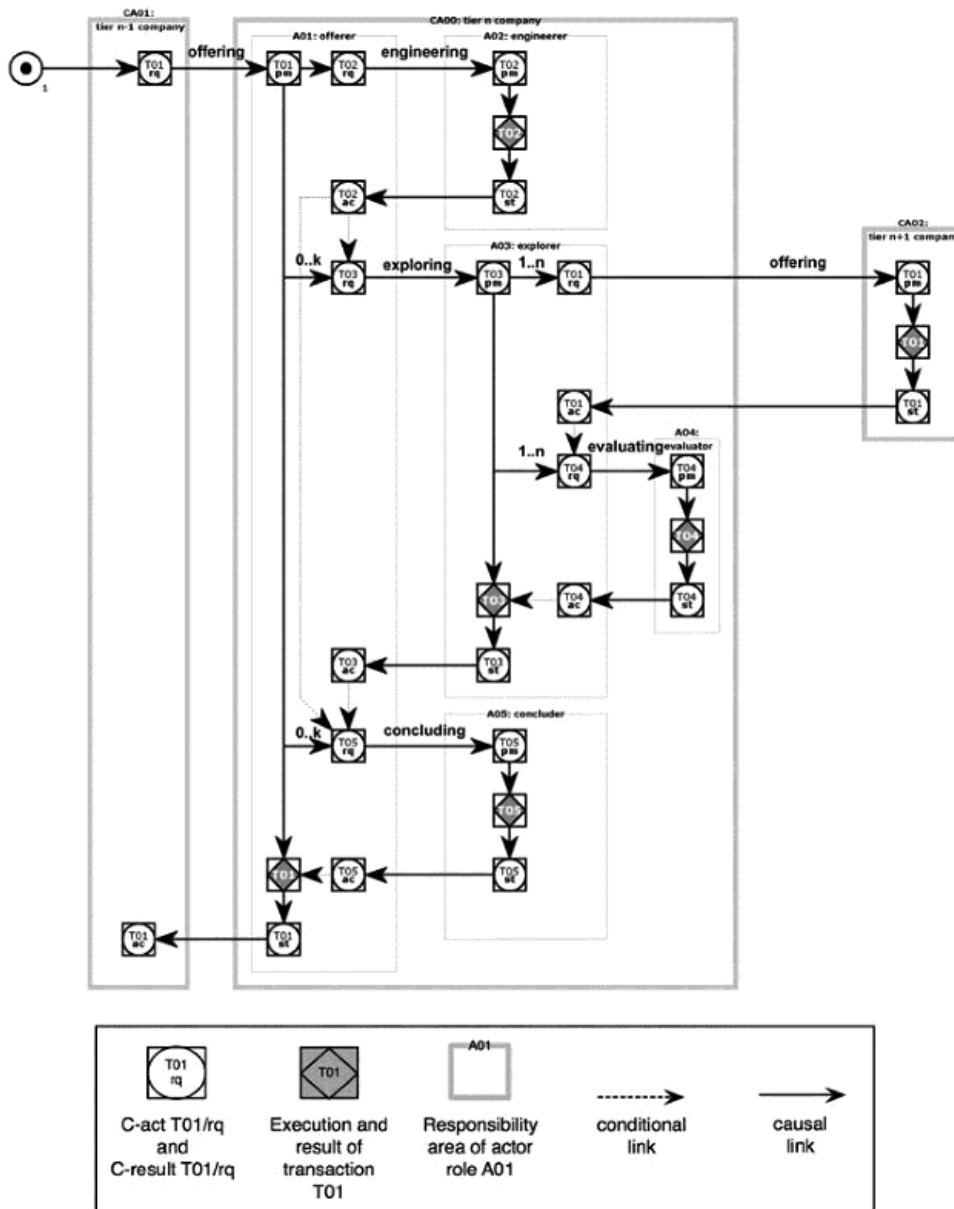 CA01:
tier n-1 company
CA00: tier n company
A01: offerer
A02: engineerer
offering
engineering
1
T01
rq
T01
pm
T02
rq
T02
pm
T02
T02
ac
T02
st
CA02:
tier n+1 company
A03: explorer
0..k
exploring
1..n
offering
T03
rq
T03
pm
T01
rq
T01
pm
T01
T01
ac
T01
st
A04:
evaluator
1..n
evaluating
T04
rq
T04
pm
T04
T03
T04
ac
T04
st
T03
ac
T03
st
A05: concluder
0..k
concluding
T05
rq
T05
pm
T05
T01
T05
ac
T05
st
T01
ac
T01
st
T01
rq
T01
A01
C-act T01/rq
and
C-result T01/rq
Execution and
result of
transaction
T01
Responsibility
area of actor
role A01
conditional
link
causal
link